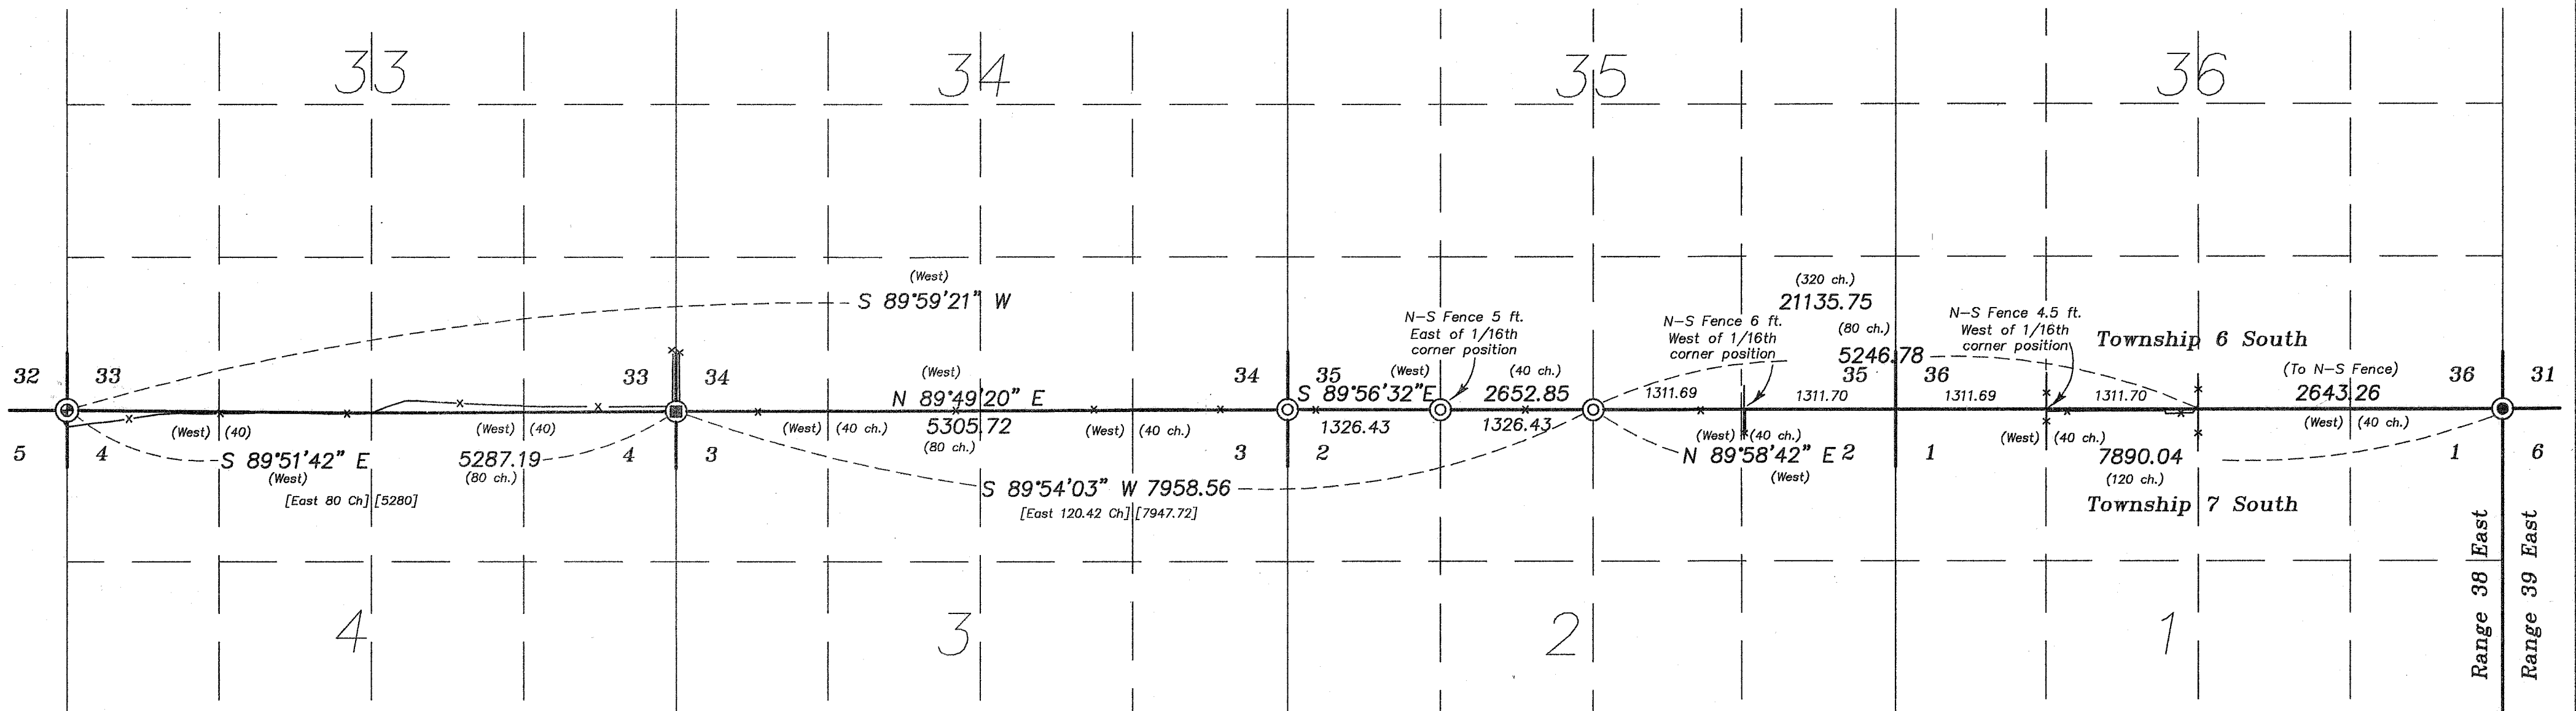 33
34
35
36
(West)
S 89°59'21" W
(320 ch.)
21135.75
(80 ch.)
5246.78
N-S Fence 5 ft.
East of 1/16th
corner position
N-S Fence 6 ft.
West of 1/16th
corner position
N-S Fence 4.5 ft.
West of 1/16th
corner position
Township 6 South
32
33
33
34
34
35
35
36
36
31
(West)
N 89°49'20" E
5305.72
(80 ch.)
(West)
(40 ch.)
S 89°56'32" E
2652.85
1326.43
1326.43
1311.69
1311.70
1311.69
1311.70
(To N-S Fence)
2643.26
(West) (40)
(West) (40)
(West) (40 ch.)
(West) (40 ch.)
(West) (40 ch.)
(West) (40 ch.)
(West) (40 ch.)
5
4
4
3
3
2
2
1
1
6
S 89°51'42" E
5287.19
(West)
(80 ch.)
[East 80 Ch] [5280]
S 89°54'03" W 7958.56
[East 120.42 Ch] [7947.72]
N 89°58'42" E
(West)
7890.04
(120 ch.)
Township 7 South
Range 38 East
Range 39 East
4
3
2
1